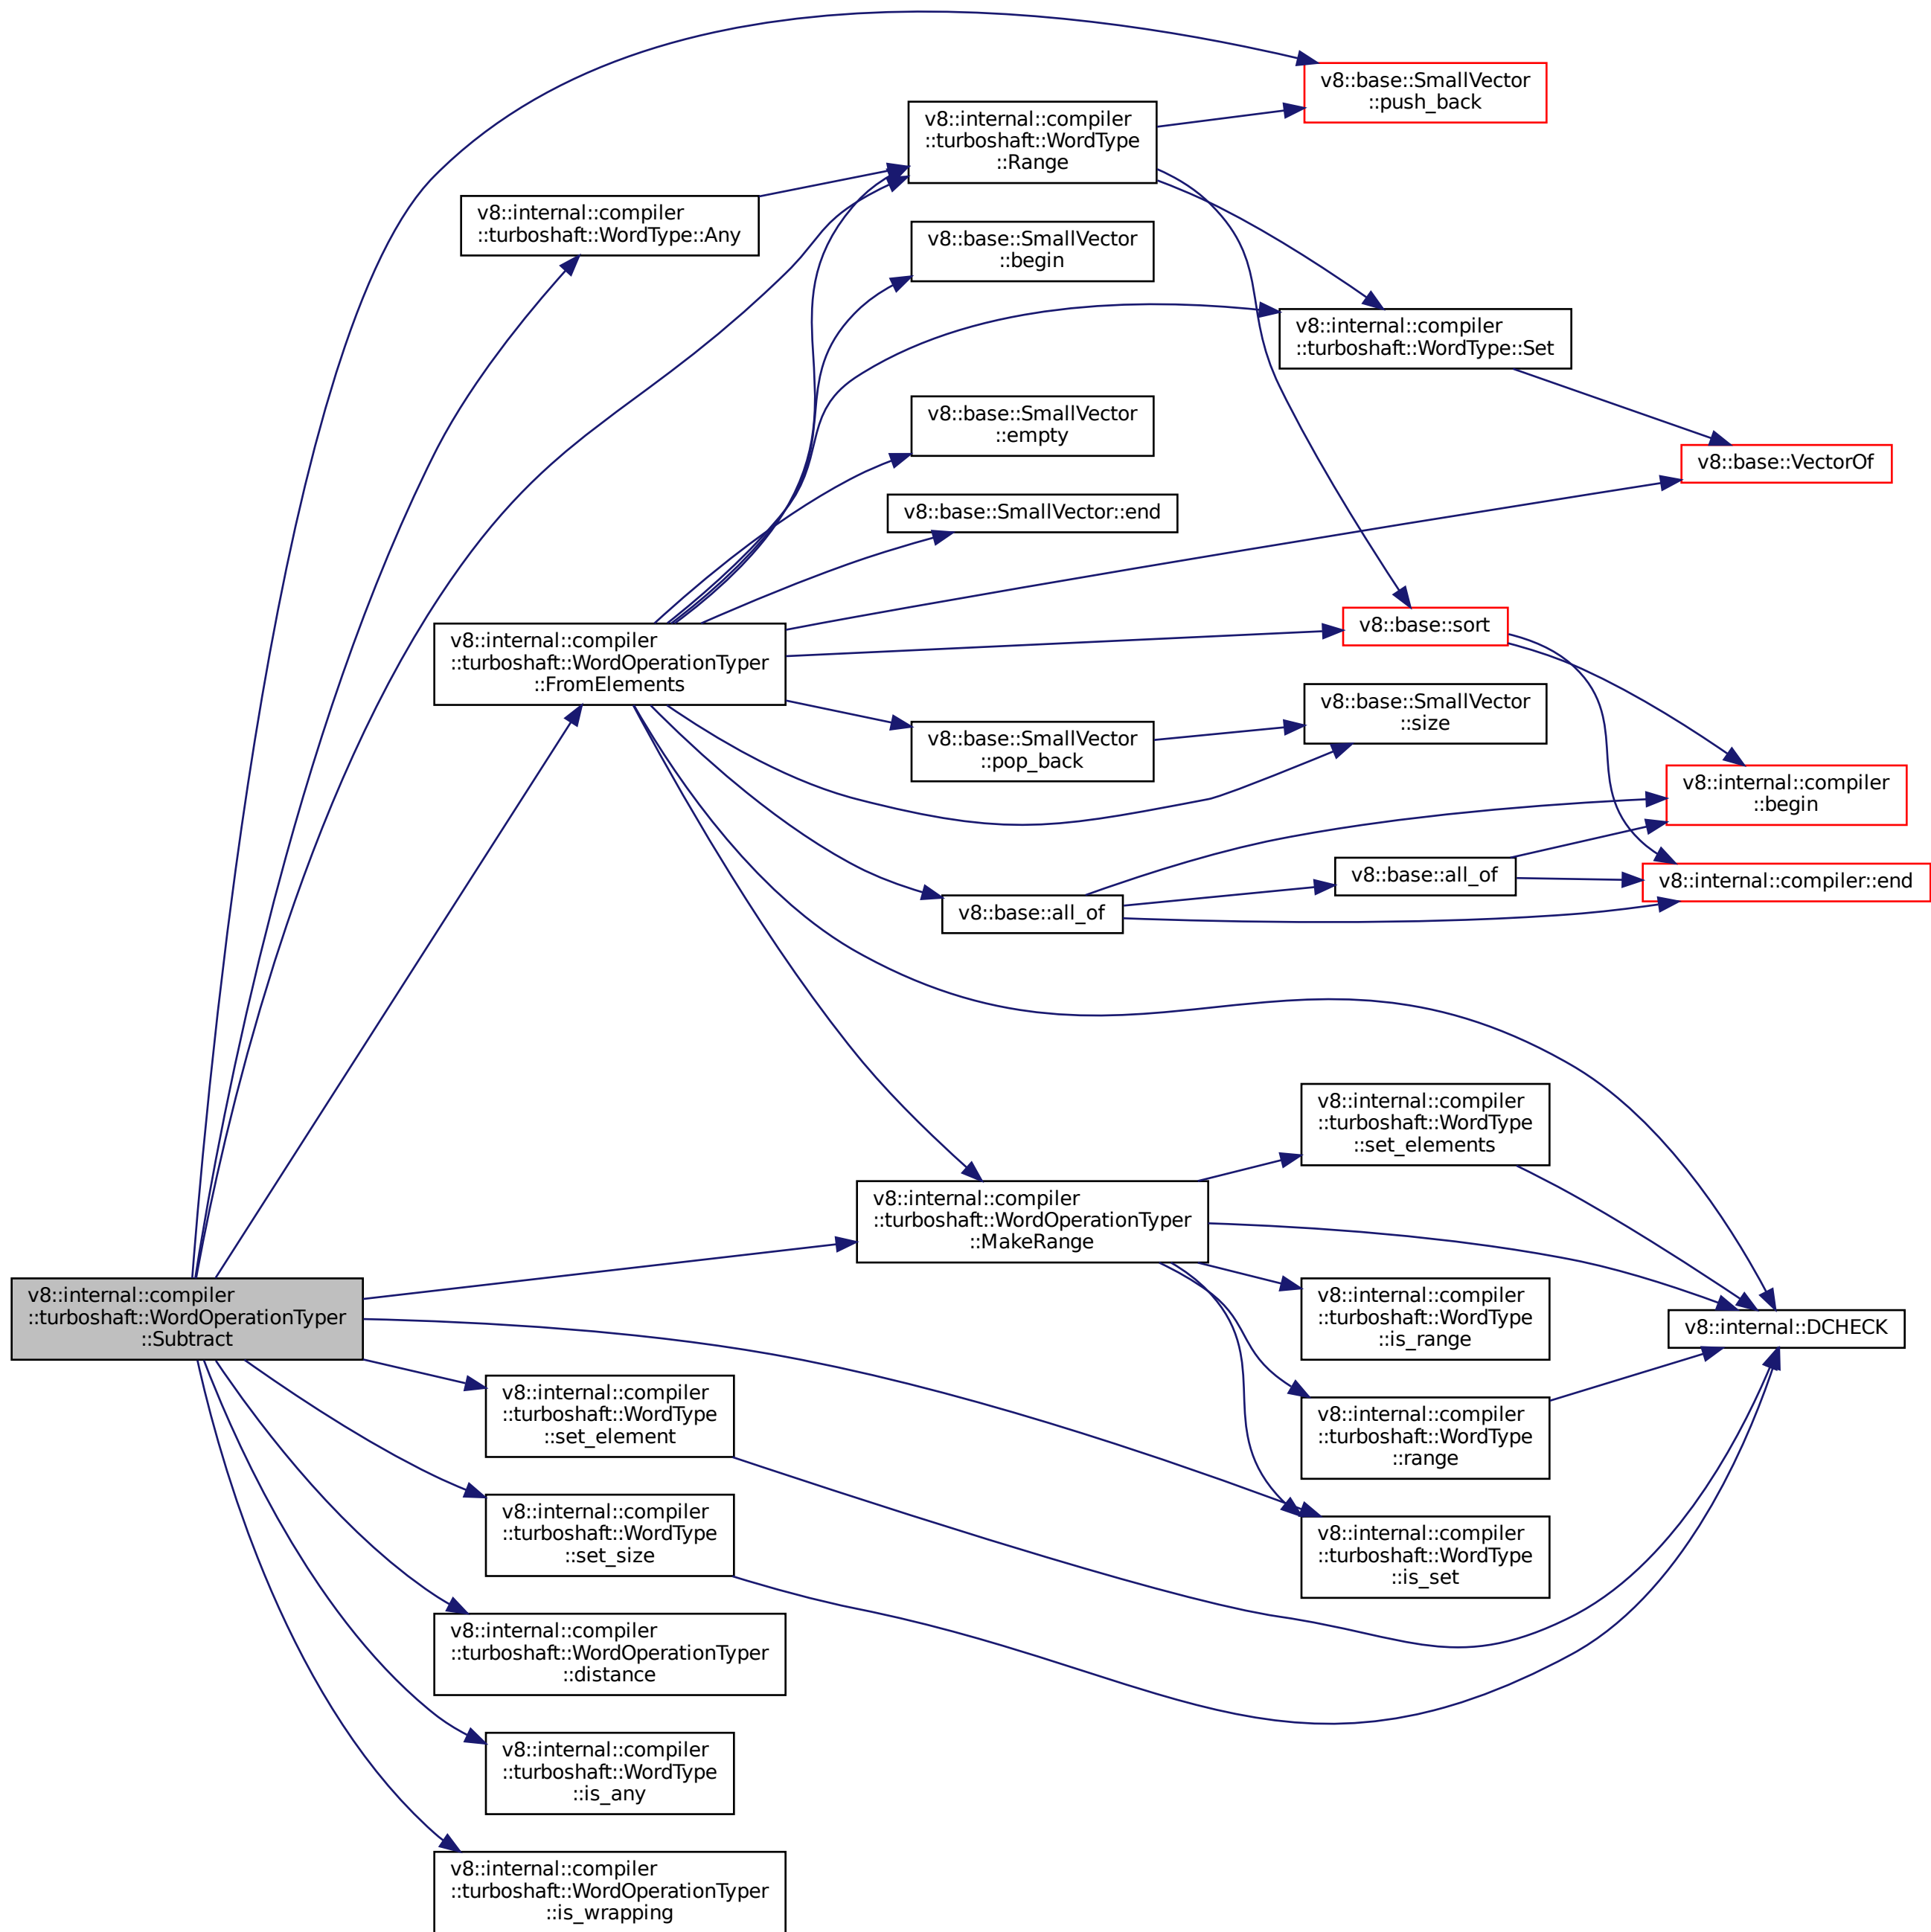 v8::base::SmallVector
::push_back
v8::internal::compiler
::turboshaft::WordType
::Range
v8::internal::compiler
::turboshaft::WordType::Any
v8::base::SmallVector
::begin
v8::internal::compiler
::turboshaft::WordType::Set
v8::base::SmallVector
::empty
v8::base::VectorOf
v8::base::SmallVector::end
v8::base::sort
v8::internal::compiler
::turboshaft::WordOperationTyper
::FromElements
v8::base::SmallVector
::size
v8::base::SmallVector
::pop_back
v8::internal::compiler
::begin
v8::base::all_of
v8::internal::compiler::end
v8::base::all_of
v8::internal::compiler
::turboshaft::WordType
::set_elements
v8::internal::compiler
::turboshaft::WordOperationTyper
::MakeRange
v8::internal::compiler
::turboshaft::WordOperationTyper
::Subtract
v8::internal::compiler
::turboshaft::WordType
::is_range
v8::internal::DCHECK
v8::internal::compiler
::turboshaft::WordType
::set_element
v8::internal::compiler
::turboshaft::WordType
::range
v8::internal::compiler
::turboshaft::WordType
::set_size
v8::internal::compiler
::turboshaft::WordType
::is_set
v8::internal::compiler
::turboshaft::WordOperationTyper
::distance
v8::internal::compiler
::turboshaft::WordType
::is_any
v8::internal::compiler
::turboshaft::WordOperationTyper
::is_wrapping